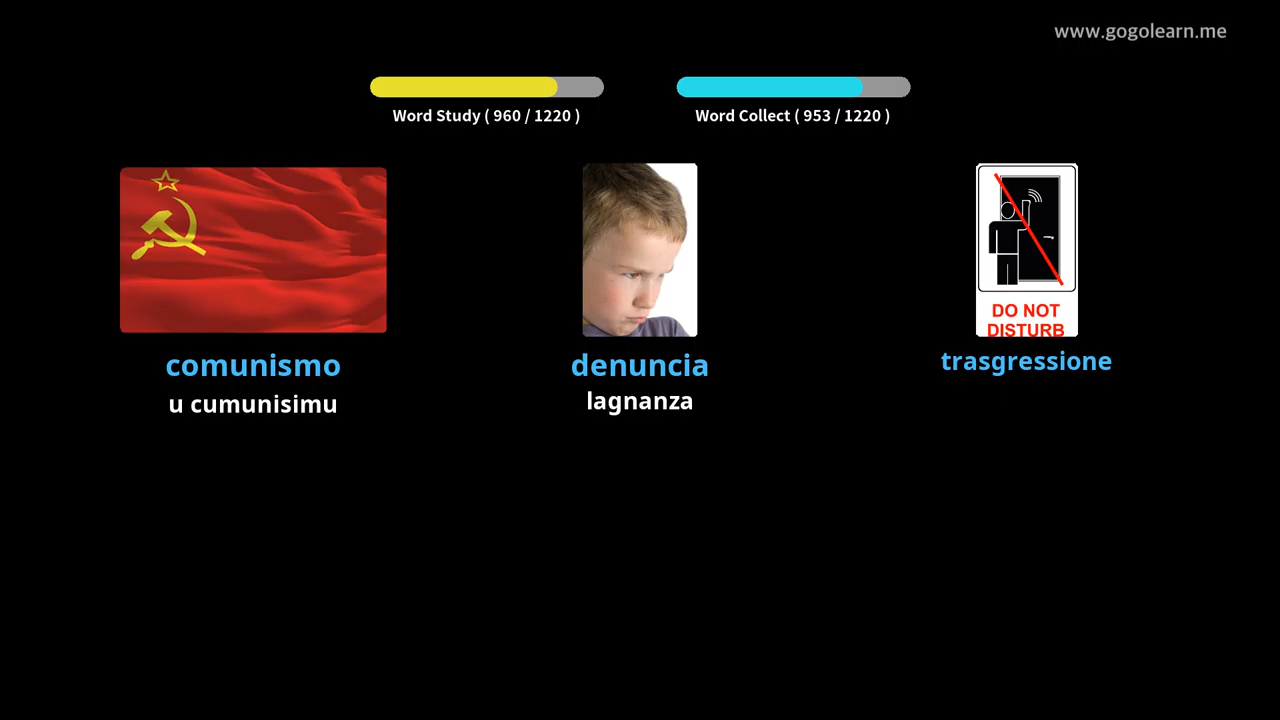 www.gogolearn.me
Word Study ( 960 / 1220 )
Word Collect ( 953 / 1220 )
DO NOT
DISTURB
comunismo
denuncia
trasgressione
u cumunisimu
lagnanza